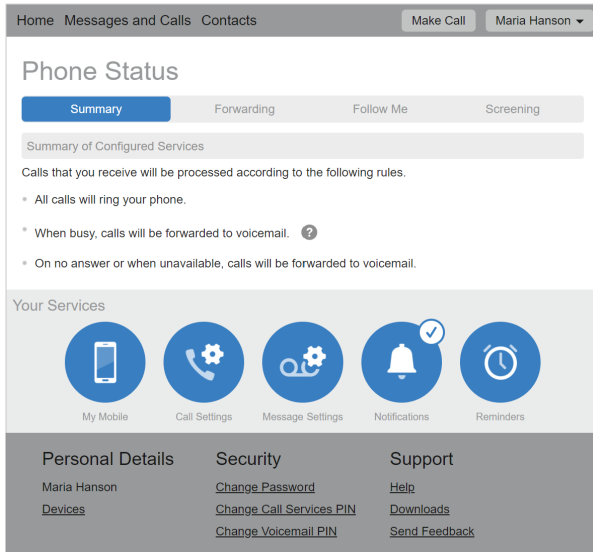 Home Messages and Calls Contacts Make Call Maria Hanson
Phone Status
Summary Forwarding Follow Me Screening
Summary of Configured Services
Calls that you receive will be processed according to the following rules.
All calls will ring your phone.
When busy, calls will be forwarded to voicemail. ?
On no answer or when unavailable, calls will be forwarded to voicemail.
Your Services
My Mobile Call Settings Message Settings Notifications Reminders
Personal Details Security Support
Maria Hanson Change Password Help
Devices Change Call Services PIN Downloads
Change Voicemail PIN Send Feedback